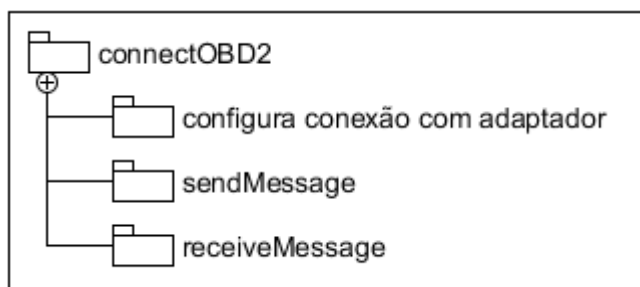 connectOBD2
configura conexão com adaptador
sendMessage
receiveMessage